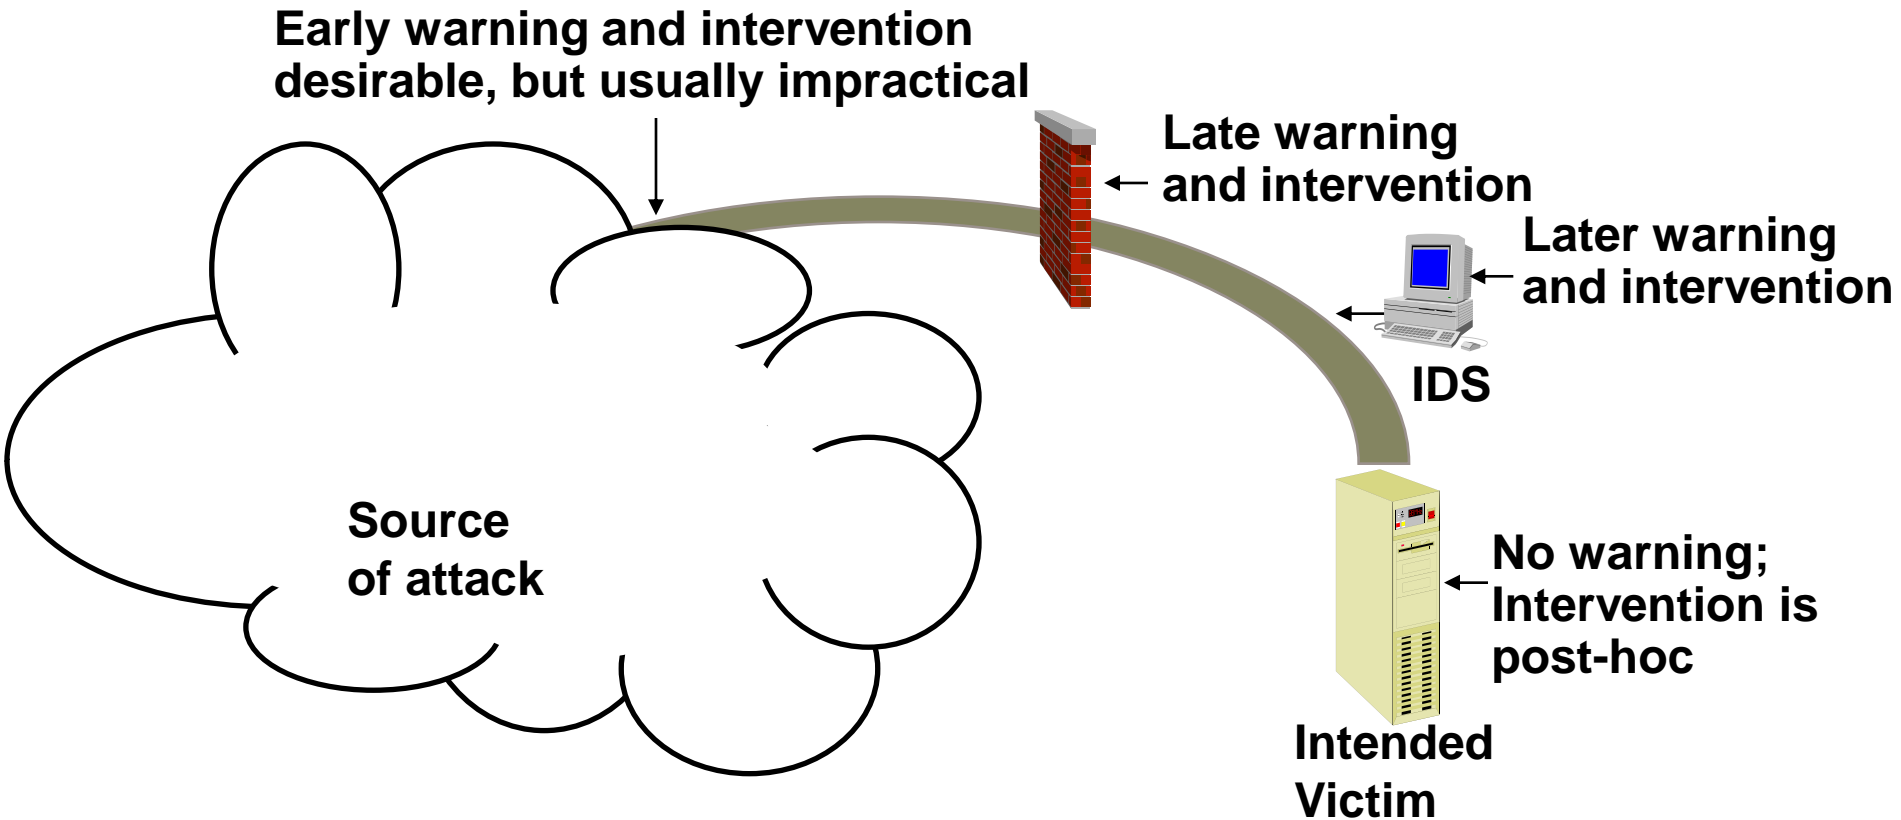 Early warning and intervention
desirable, but usually impractical
Late warning
and intervention
Later warning
and intervention
IDS
Source
of attack
No warning;
Intervention is
post-hoc
Intended
Victim